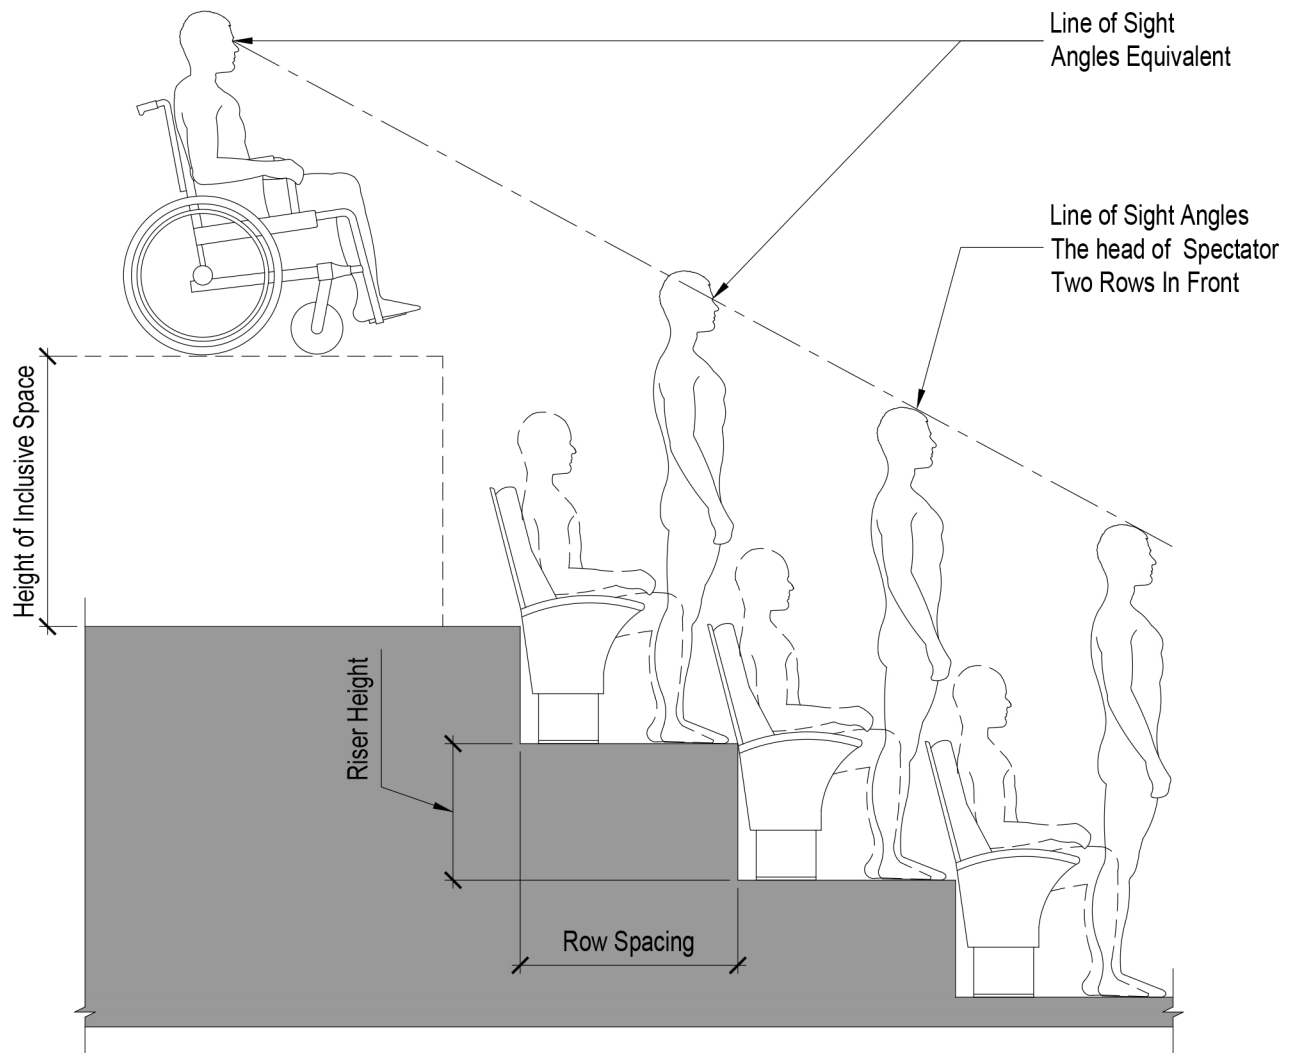 Line of Sight
Angles Equivalent
Line of Sight Angles
The head of Spectator
Two Rows In Front
Height of Inclusive Space
Riser Height
Row Spacing